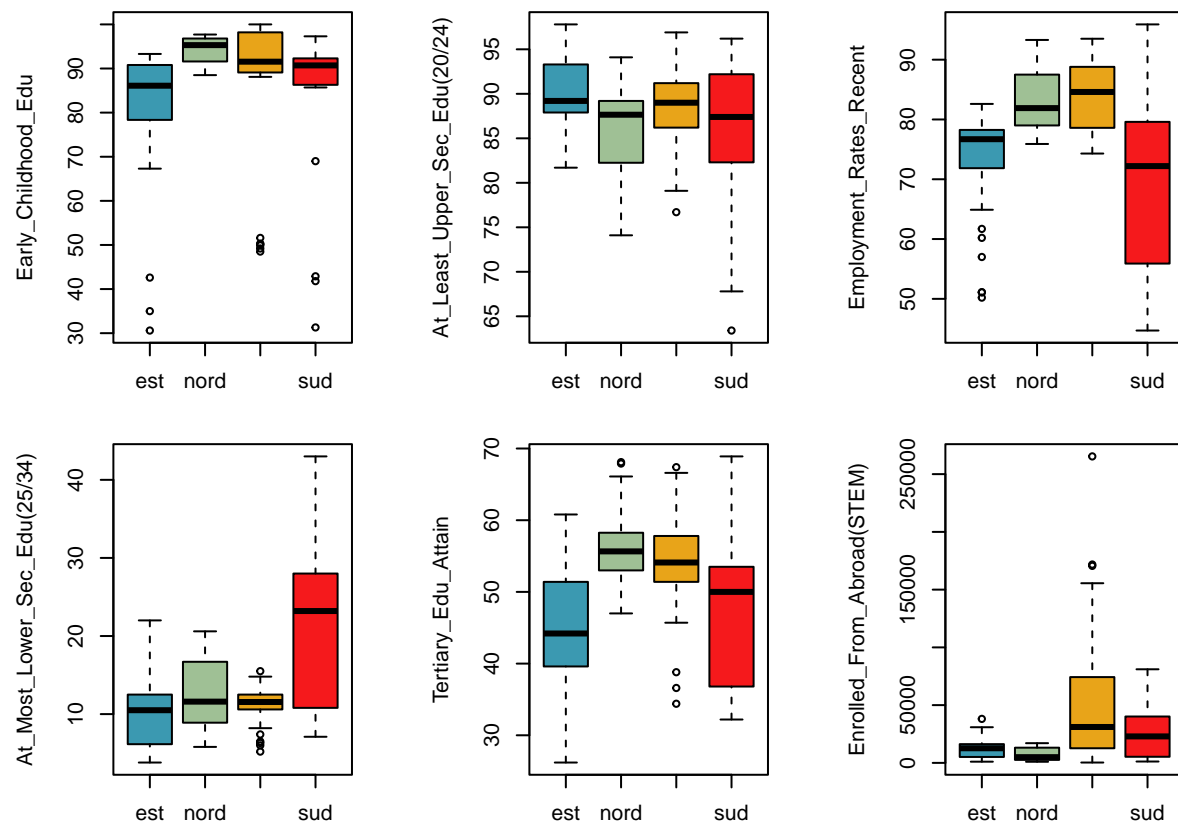 Early_Childhood_Edu
30 40 50 60 70 80 90
est nord sud
At_Least_Upper_Sec_Edu(20/24)
65 70 75 80 85 90 95
est nord sud
Employment_Rates_Recent
50 60 70 80 90
est nord sud
At_Most_Lower_Sec_Edu(25/34)
10 20 30 40
est nord sud
Tertiary_Edu_Attain
30 40 50 60 70
est nord sud
Enrolled_From_Abroad(STEM)
0 50000 150000 250000
est nord sud